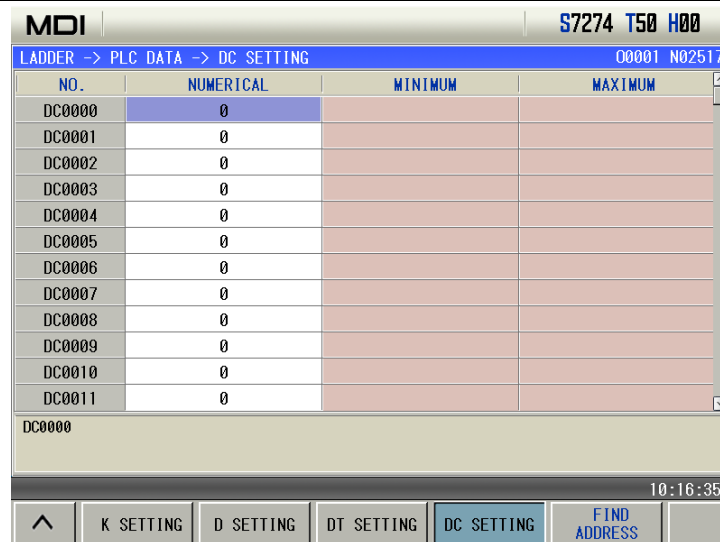 MDI S7274 T50 H00
LADDER -> PLC DATA -> DC SETTING O0001 N02517
NO. NUMERICAL MINIMUM MAXIMUM
DC0000 0
DC0001 0
DC0002 0
DC0003 0
DC0004 0
DC0005 0
DC0006 0
DC0007 0
DC0008 0
DC0009 0
DC0010 0
DC0011 0
DC0000
10:16:35
K SETTING D SETTING DT SETTING DC SETTING FIND
ADDRESS